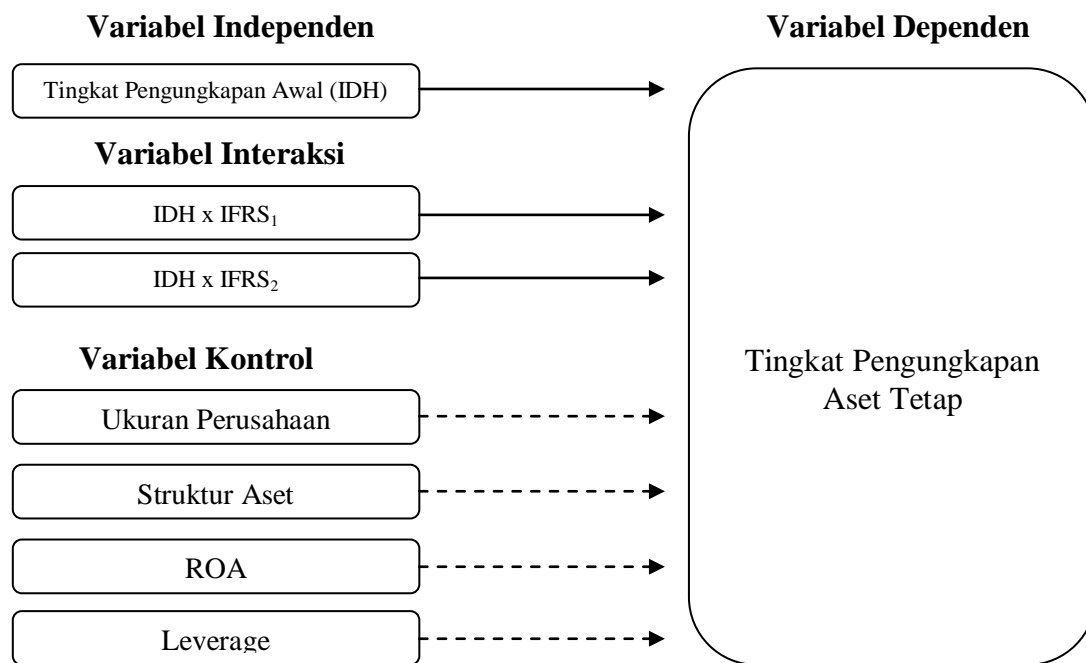 Variabel Independen
Variabel Dependen
Tingkat Pengungkapan Awal (IDH)
Variabel Interaksi
IDH x IFRS₁
IDH x IFRS₂
Variabel Kontrol
Ukuran Perusahaan
Struktur Aset
ROA
Leverage
Tingkat Pengungkapan
Aset Tetap